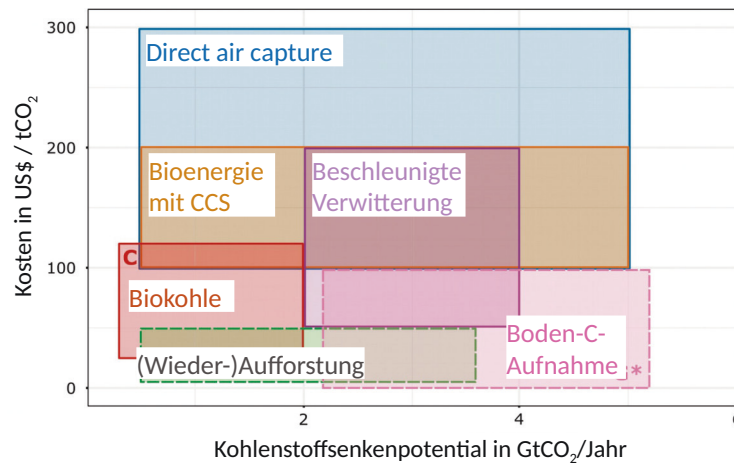 300
Direct air capture
Kosten in US$ / tCO₂
200
Bioenergie
mit CCS
Beschleunigte
Verwitterung
C
100
Biokohle
Boden-C-
Aufnahme
(Wieder-)Aufforstung
*
0
2
4
Kohlenstoffsenkenpotential in GtCO₂/Jahr